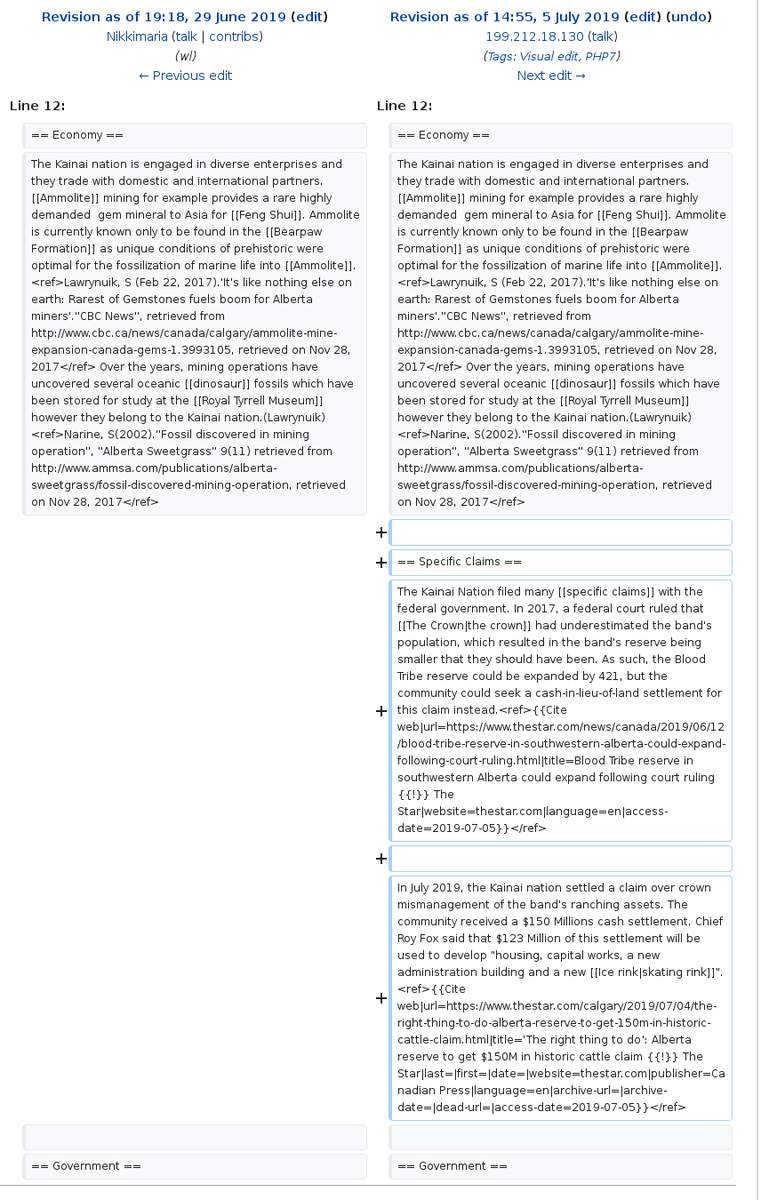 Revision as of 19:18, 29 June 2019 (edit)
Nikkimaria (talk | contribs)
(wl)
← Previous edit
Revision as of 14:55, 5 July 2019 (edit) (undo)
199.212.18.130 (talk)
(Tags: Visual edit, PHP7)
Next edit →
Line 12:
Line 12:
== Economy ==
== Economy ==
The Kainai nation is engaged in diverse enterprises and
they trade with domestic and international partners.
[[Ammolite]] mining for example provides a rare highly
demanded  gem mineral to Asia for [[Feng Shui]]. Ammolite
is currently known only to be found in the [[Bearpaw
Formation]] as unique conditions of prehistoric were
optimal for the fossilization of marine life into [[Ammolite]].
<ref>Lawrynuik, S (Feb 22, 2017).'It's like nothing else on
earth: Rarest of Gemstones fuels boom for Alberta
miners'."CBC News", retrieved from
http://www.cbc.ca/news/canada/calgary/ammolite-mine-
expansion-canada-gems-1.3993105, retrieved on Nov 28,
2017</ref> Over the years, mining operations have
uncovered several oceanic [[dinosaur]] fossils which have
been stored for study at the [[Royal Tyrrell Museum]]
however they belong to the Kainai nation.(Lawrynuik)
<ref>Narine, S(2002)."Fossil discovered in mining
operation", "Alberta Sweetgrass" 9(11) retrieved from
http://www.ammsa.com/publications/alberta-
sweetgrass/fossil-discovered-mining-operation, retrieved
on Nov 28, 2017</ref>
The Kainai nation is engaged in diverse enterprises and
they trade with domestic and international partners.
[[Ammolite]] mining for example provides a rare highly
demanded  gem mineral to Asia for [[Feng Shui]]. Ammolite
is currently known only to be found in the [[Bearpaw
Formation]] as unique conditions of prehistoric were
optimal for the fossilization of marine life into [[Ammolite]].
<ref>Lawrynuik, S (Feb 22, 2017).'It's like nothing else on
earth: Rarest of Gemstones fuels boom for Alberta
miners'."CBC News", retrieved from
http://www.cbc.ca/news/canada/calgary/ammolite-mine-
expansion-canada-gems-1.3993105, retrieved on Nov 28,
2017</ref> Over the years, mining operations have
uncovered several oceanic [[dinosaur]] fossils which have
been stored for study at the [[Royal Tyrrell Museum]]
however they belong to the Kainai nation.(Lawrynuik)
<ref>Narine, S(2002)."Fossil discovered in mining
operation", "Alberta Sweetgrass" 9(11) retrieved from
http://www.ammsa.com/publications/alberta-
sweetgrass/fossil-discovered-mining-operation, retrieved
on Nov 28, 2017</ref>
+
+ == Specific Claims ==
+
The Kainai Nation filed many [[specific claims]] with the
federal government. In 2017, a federal court ruled that
[[The Crown|the crown]] had underestimated the band's
population, which resulted in the band's reserve being
smaller that they should have been. As such, the Blood
Tribe reserve could be expanded by 421, but the
community could seek a cash-in-lieu-of-land settlement for
this claim instead.<ref>{{Cite
web|url=https://www.thestar.com/news/canada/2019/06/12
/blood-tribe-reserve-in-southwestern-alberta-could-expand-
following-court-ruling.html|title=Blood Tribe reserve in
southwestern Alberta could expand following court ruling
{{!}} The
Star|website=thestar.com|language=en|access-
date=2019-07-05}}</ref>
+
+
In July 2019, the Kainai nation settled a claim over crown
mismanagement of the band's ranching assets. The
community received a $150 Millions cash settlement. Chief
Roy Fox said that $123 Million of this settlement will be
used to develop "housing, capital works, a new
administration building and a new [[Ice rink|skating rink]]".
<ref>{{Cite
web|url=https://www.thestar.com/calgary/2019/07/04/the-
right-thing-to-do-alberta-reserve-to-get-150m-in-historic-
cattle-claim.html|title='The right thing to do': Alberta
reserve to get $150M in historic cattle claim {{!}} The
Star|last=|first=|date=|website=thestar.com|publisher=Ca
nadian Press|language=en|archive-url=|archive-
date=|dead-url=|access-date=2019-07-05}}</ref>
== Government ==
== Government ==